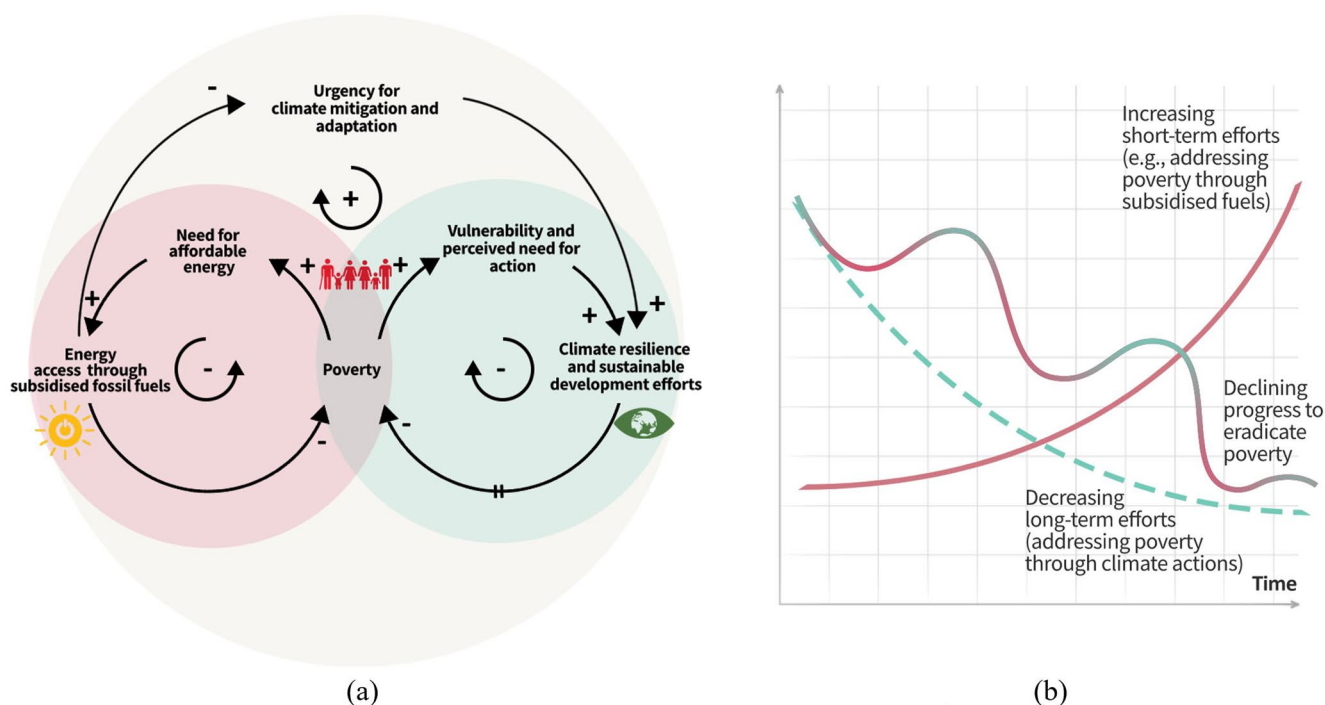 -
Urgency for
climate mitigation and
adaptation
+
Need for
affordable
energy
+
+
Vulnerability and
perceived need for
action
+
+
+
Energy
access through
subsidised fossil fuels
-
Poverty
-
Climate resilience
and sustainable
development efforts
-
-
(a)
Increasing
short-term efforts
(e.g., addressing
poverty through
subsidised fuels)
Declining
progress to
eradicate
poverty
Decreasing
long-term efforts
(addressing poverty
through climate actions)
Time
(b)